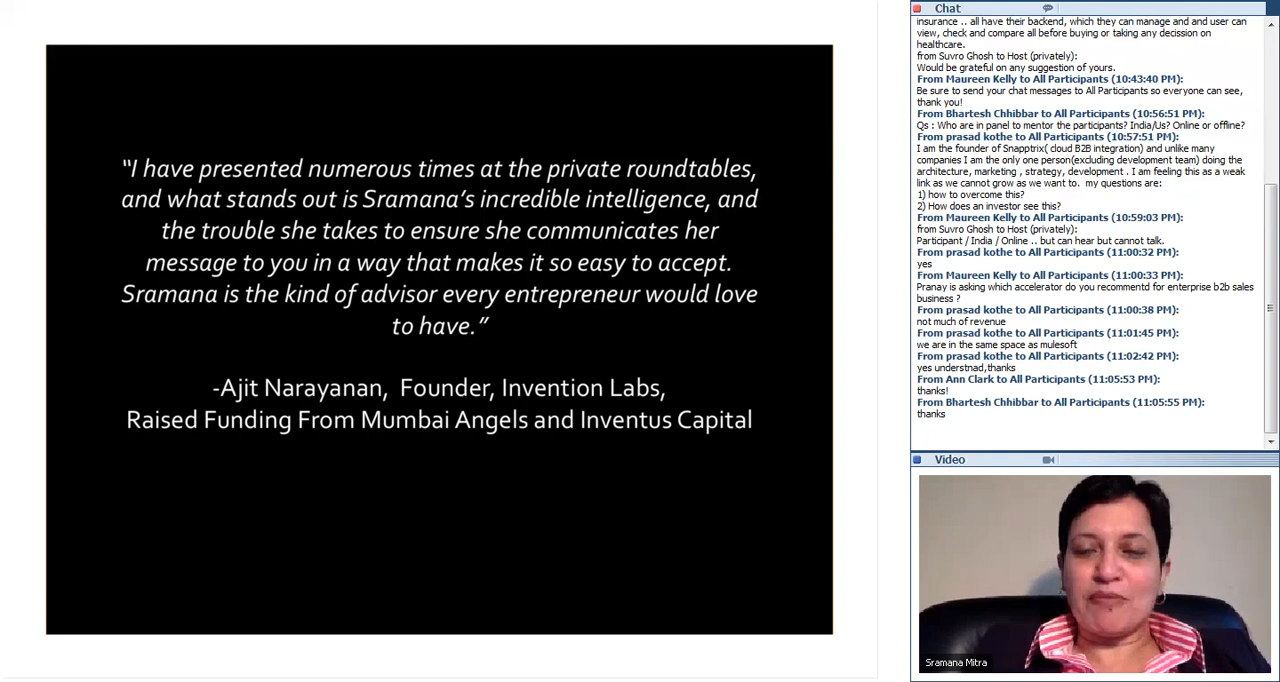 “I have presented numerous times at the private roundtables,
and what stands out is Sramana’s incredible intelligence, and
the trouble she takes to ensure she communicates her
message to you in a way that makes it so easy to accept.
Sramana is the kind of advisor every entrepreneur would love
to have.”
-Ajit Narayanan, Founder, Invention Labs,
Raised Funding From Mumbai Angels and Inventus Capital
Chat
insurance .. all have their backend, which they can manage and and user can
view, check and compare all before buying or taking any decission on
healthcare.
from Suvro Ghosh to Host (privately):
Would be grateful on any suggestion of yours.
From Maureen Kelly to All Participants (10:43:40 PM):
Be sure to send your chat messages to All Participants so everyone can see,
thank you!
From Bhartesh Chhibbar to All Participants (10:56:51 PM):
Qs : Who are in panel to mentor the participants? India/Us? Online or offline?
From prasad kothe to All Participants (10:57:51 PM):
I am the founder of Snapptrix( cloud B2B integration) and unlike many
companies I am the only one person(excluding development team) doing the
architecture, marketing , strategy, development . I am feeling this as a weak
link as we cannot grow as we want to. my questions are:
1) how to overcome this?
2) How does an investor see this?
From Maureen Kelly to All Participants (10:59:03 PM):
from Suvro Ghosh to Host (privately):
Participant / India / Online .. but can hear but cannot talk.
From prasad kothe to All Participants (11:00:32 PM):
yes
From Maureen Kelly to All Participants (11:00:33 PM):
Pranay is asking which accelerator do you recommentd for enterprise b2b sales
business ?
From prasad kothe to All Participants (11:00:38 PM):
not much of revenue
From prasad kothe to All Participants (11:01:45 PM):
we are in the same space as mulesoft
From prasad kothe to All Participants (11:02:42 PM):
yes understnad,thanks
From Ann Clark to All Participants (11:05:53 PM):
thanks!
From Bhartesh Chhibbar to All Participants (11:05:55 PM):
thanks
Video
Sramana Mitra